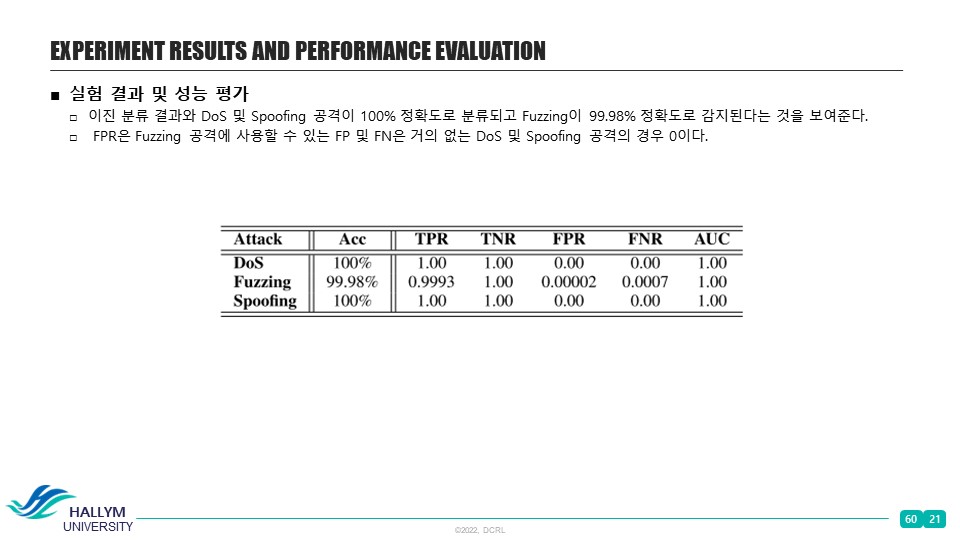 EXPERIMENT RESULTS AND PERFORMANCE EVALUATION
■ 실험 결과 및 성능 평가
□ 이진 분류 결과와 DoS 및 Spoofing 공격이 100% 정확도로 분류되고 Fuzzing이 99.98% 정확도로 감지된다는 것을 보여준다.
□ FPR은 Fuzzing 공격에 사용할 수 있는 FP 및 FN은 거의 없는 DoS 및 Spoofing 공격의 경우 0이다.
Attack Acc TPR TNR FPR FNR AUC
DoS 100% 1.00 1.00 0.00 0.00 1.00
Fuzzing 99.98% 0.9993 1.00 0.00002 0.0007 1.00
Spoofing 100% 1.00 1.00 0.00 0.00 1.00
HALLYM
UNIVERSITY
©2022, DCRL
60 21